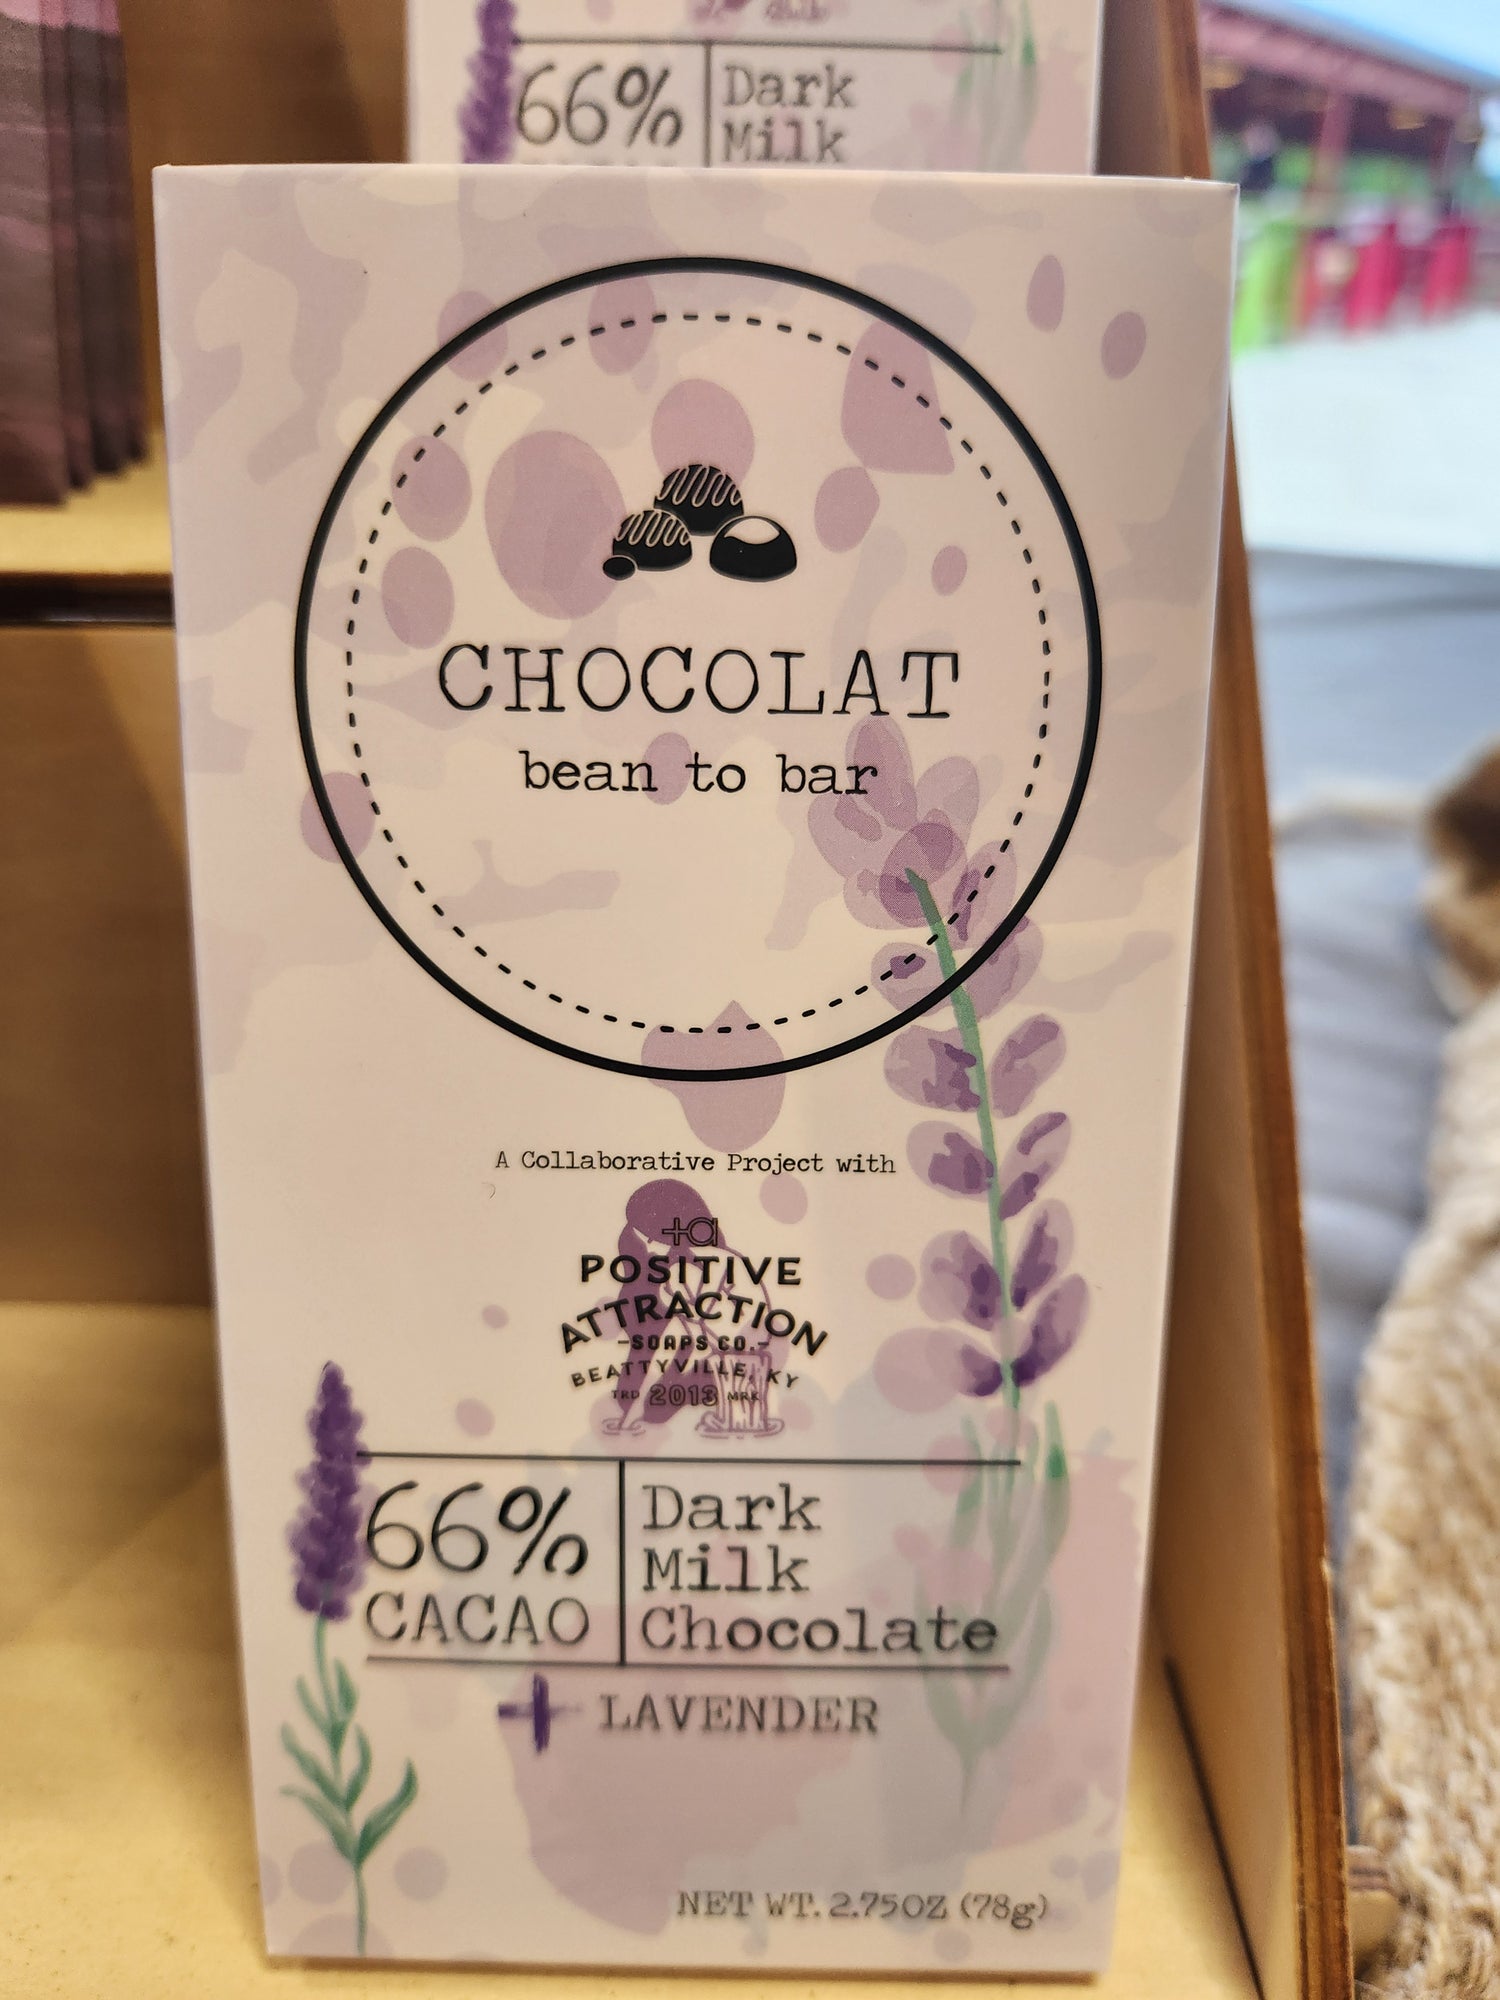 66%
Dark
Milk
CHOCOLAT
bean to bar
A Collaborative Project with
+a
POSITIVE
ATTRACTION
-SOAPS CO.-
BEATTYVILLE, KY
TRD 2013 MRK
66%
CACAO
Dark
Milk
Chocolate
+ LAVENDER
NET WT. 2.75OZ (78g)